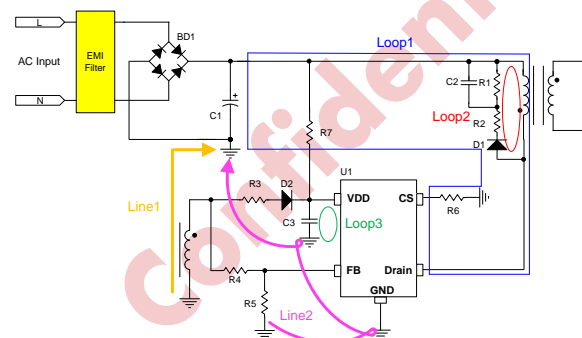 L
BD1
Loop1
AC Input
EMI
Filter
C2
R1
N
C1
+
Loop2
R2
D1
R7
U1
R3
D2
VDD
CS
Line1
C3
Loop3
R6
R4
FB
Drain
R5
Line2
GND
Confident